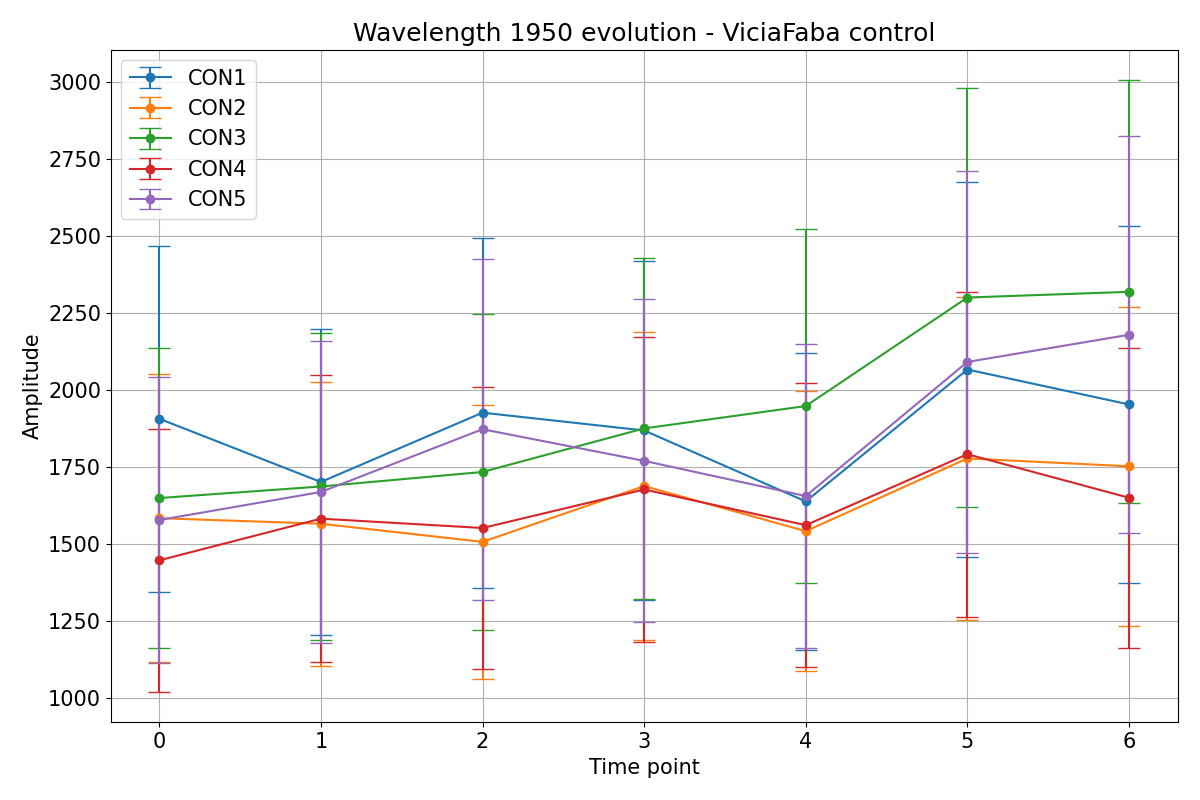 Wavelength 1950 evolution - ViciaFaba control
CON1
CON2
CON3
CON4
CON5
3000
2750
2500
2250
2000
1750
1500
1250
1000
Amplitude
0 1 2 3 4 5 6
Time point